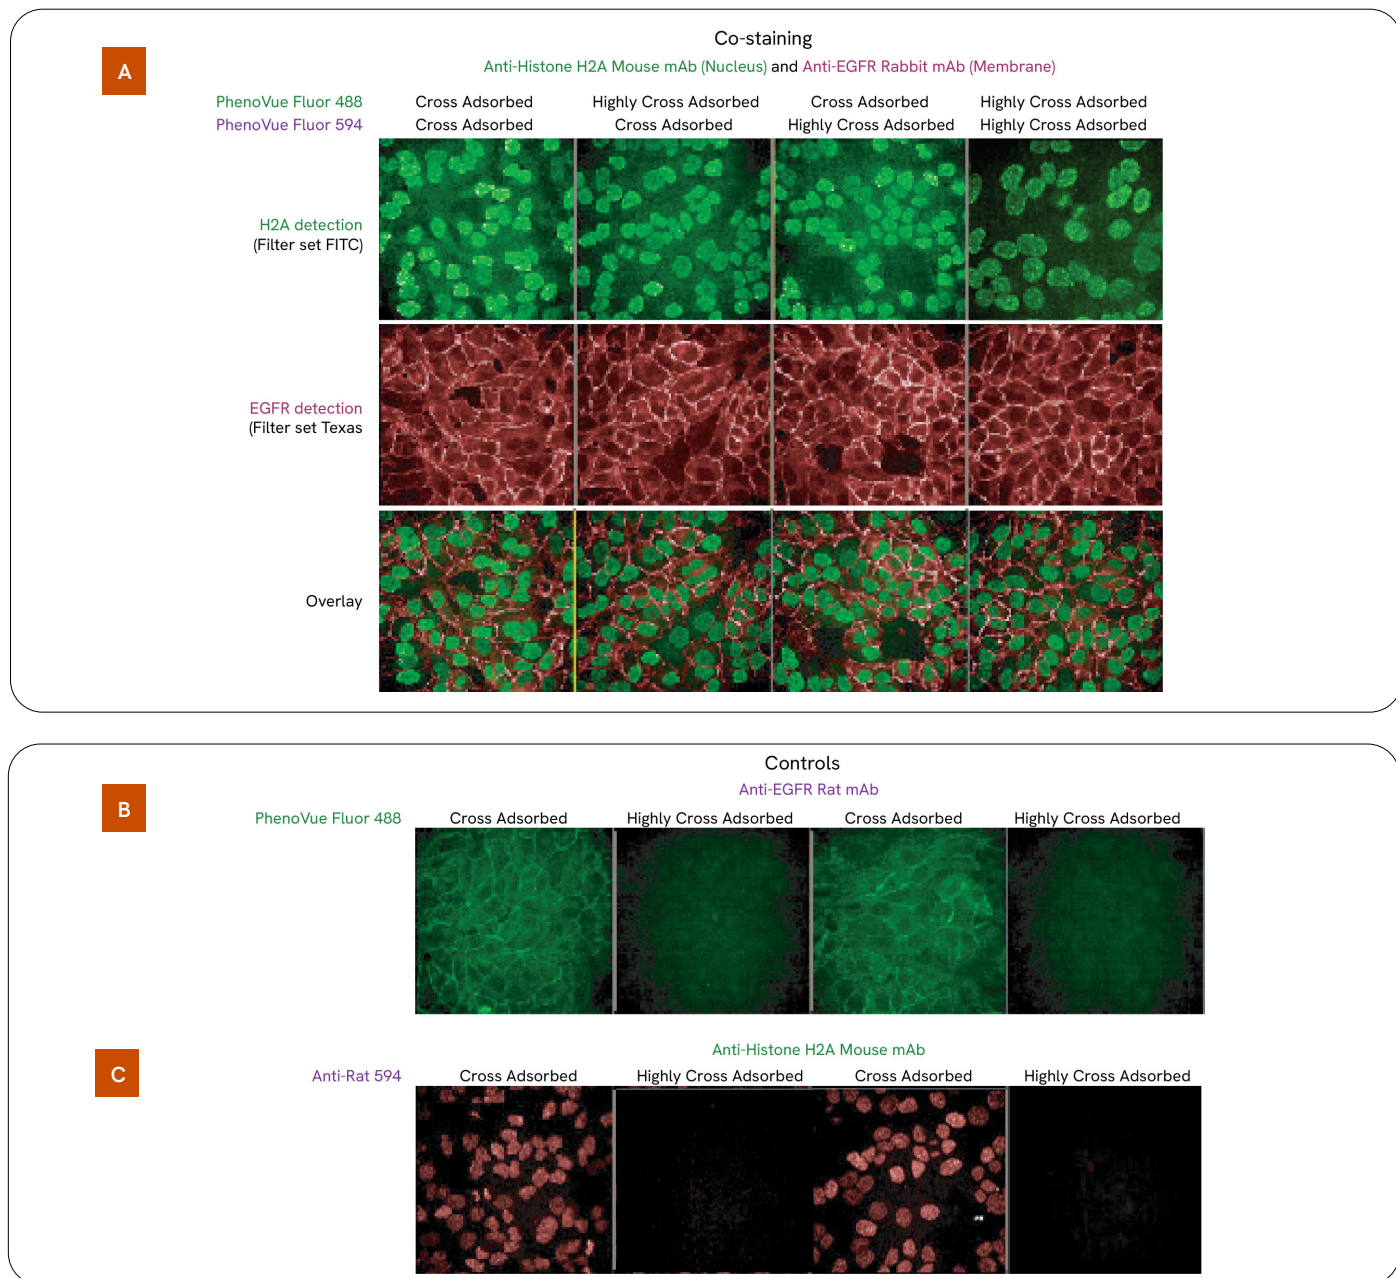 A
Co-staining
Anti-Histone H2A Mouse mAb (Nucleus) and Anti-EGFR Rabbit mAb (Membrane)
PhenoVue Fluor 488 Cross Adsorbed Highly Cross Adsorbed Cross Adsorbed Highly Cross Adsorbed
PhenoVue Fluor 594 Cross Adsorbed Cross Adsorbed Highly Cross Adsorbed Highly Cross Adsorbed
H2A detection
(Filter set FITC)
EGFR detection
(Filter set Texas
Overlay
Controls
B
Anti-EGFR Rat mAb
PhenoVue Fluor 488 Cross Adsorbed Highly Cross Adsorbed Cross Adsorbed Highly Cross Adsorbed
C
Anti-Histone H2A Mouse mAb
Anti-Rat 594 Cross Adsorbed Highly Cross Adsorbed Cross Adsorbed Highly Cross Adsorbed